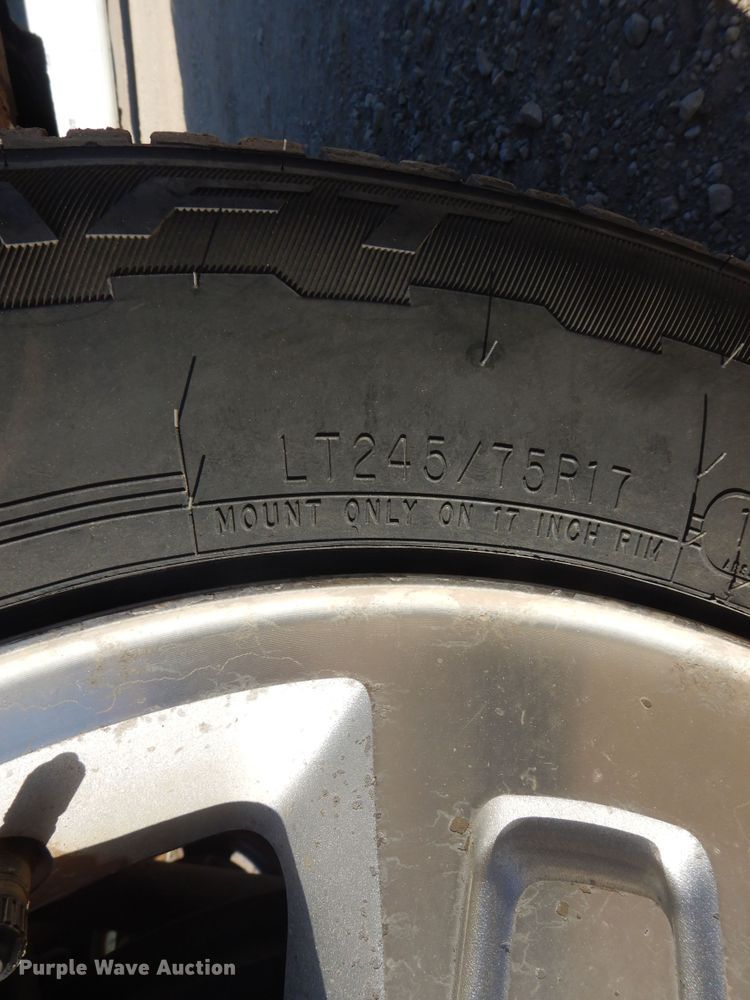 LT245/75R17
MOUNT ONLY ON 17 INCH RIM
Purple Wave Auction